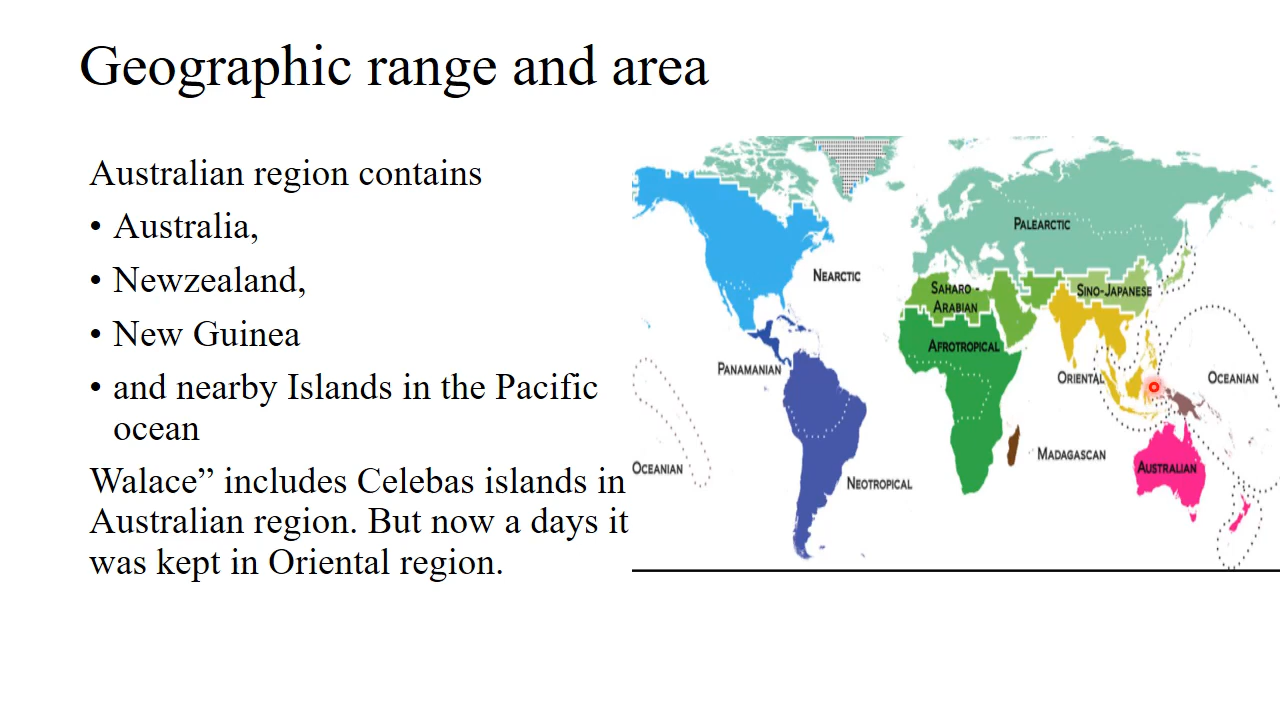 Geographic range and area
Australian region contains
• Australia,
• Newzealand,
• New Guinea
• and nearby Islands in the Pacific
ocean
Walace” includes Celebas islands in
Australian region. But now a days it
was kept in Oriental region.
PALEARCTIC
NEARCTIC
SAHARO -
ARABIAN
SINO-JAPANESE
AFROTROPICAL
PANAMANIAN
ORIENTAL
OCEANIAN
MADAGASCAN
OCEANIAN
AUSTRALIAN
NEOTROPICAL